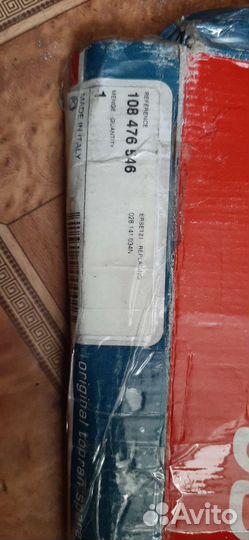 REFERENCE
108 476 546
MENGE - QUANTITY
1
ERSETZT - REPLACING
028 141 034N
MADE IN ITALY
original topran spare
Avito